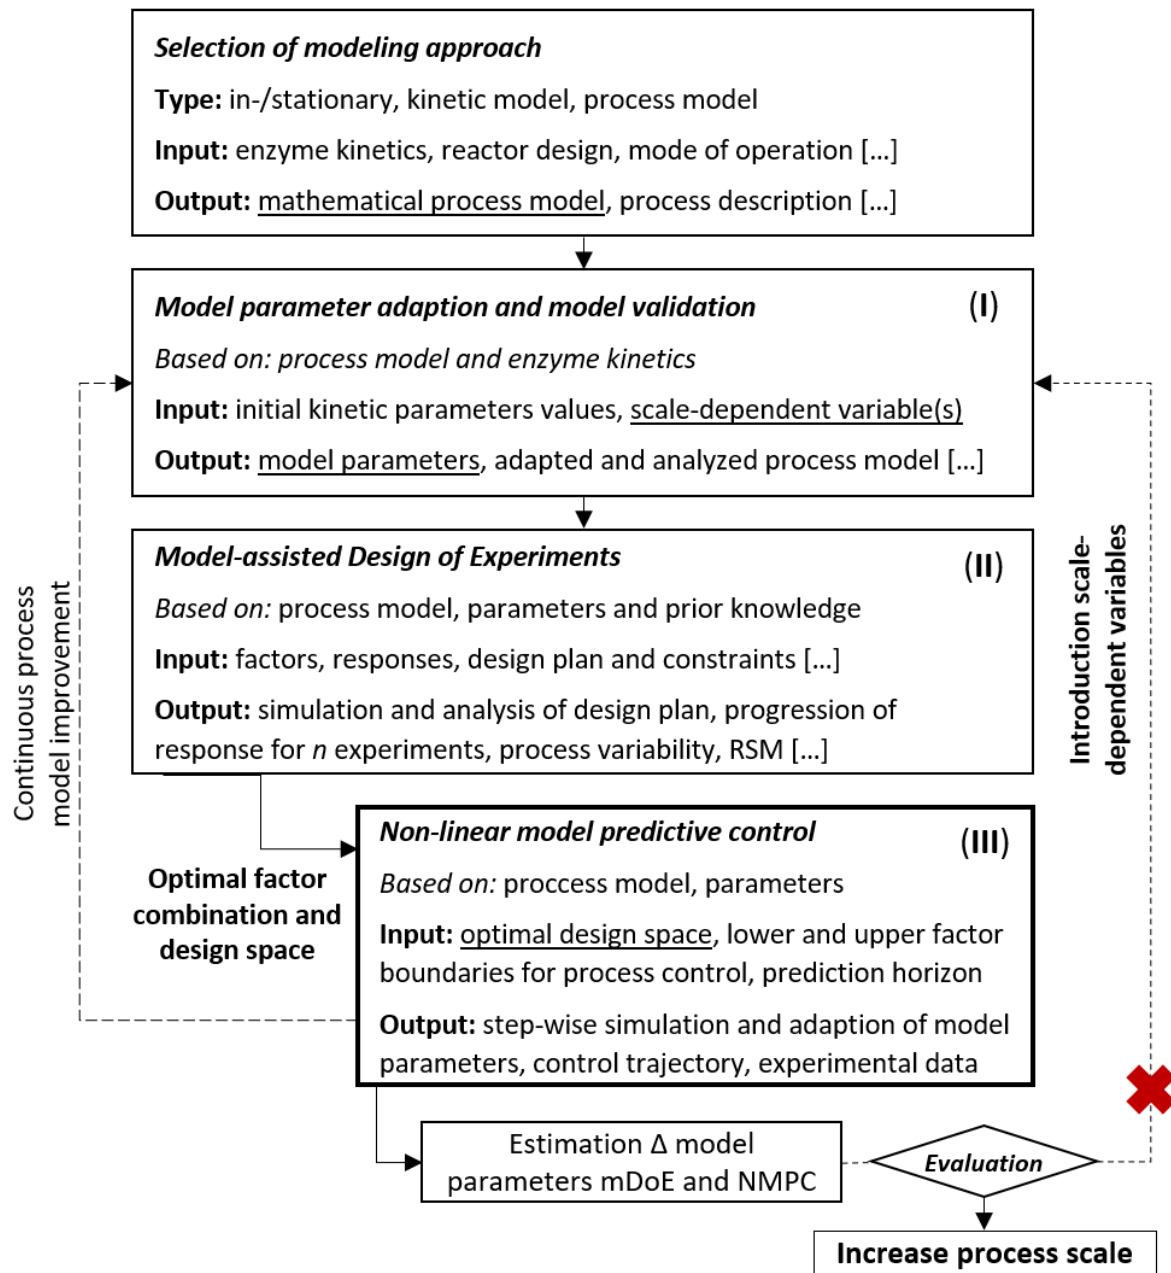 Selection of modeling approach
Type: in-/stationary, kinetic model, process model
Input: enzyme kinetics, reactor design, mode of operation [...]
Output: mathematical process model, process description [...]
Model parameter adaption and model validation
(I)
Based on: process model and enzyme kinetics
Input: initial kinetic parameters values, scale-dependent variable(s)
Output: model parameters, adapted and analyzed process model [...]
Model-assisted Design of Experiments
(II)
Based on: process model, parameters and prior knowledge
Input: factors, responses, design plan and constraints [...]
Output: simulation and analysis of design plan, progression of
response for n experiments, process variability, RSM [...]
Continuous process
model improvement
Introduction scale-
dependent variables
Optimal factor
combination and
design space
Non-linear model predictive control
(III)
Based on: proccess model, parameters
Input: optimal design space, lower and upper factor
boundaries for process control, prediction horizon
Output: step-wise simulation and adaption of model
parameters, control trajectory, experimental data
Estimation Δ model
parameters mDoE and NMPC
Evaluation
Increase process scale